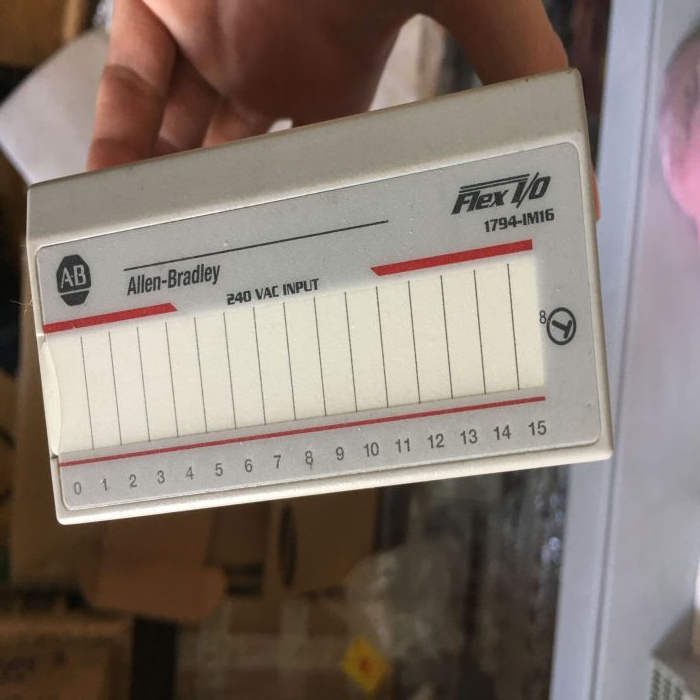 Flex I/O
1794-IM16
AB
Allen-Bradley
240 VAC INPUT
8
0 1 2 3 4 5 6 7 8 9 10 11 12 13 14 15